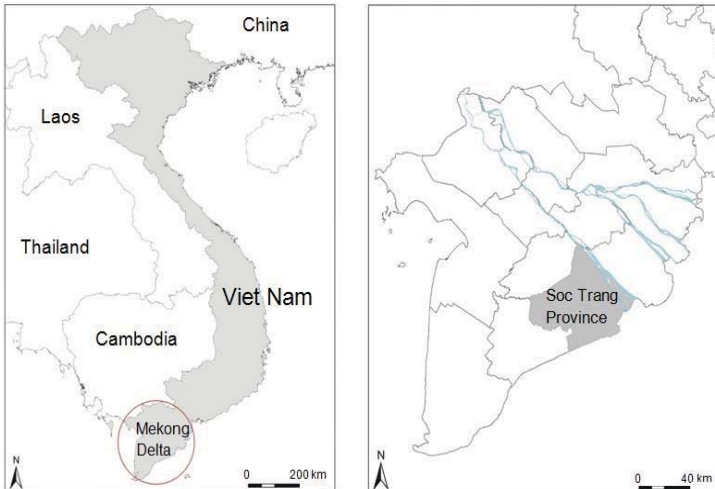 China
Laos
Thailand
Viet Nam
Cambodia
Mekong
Delta
N
0 200 km
Soc Trang
Province
N
0 40 km